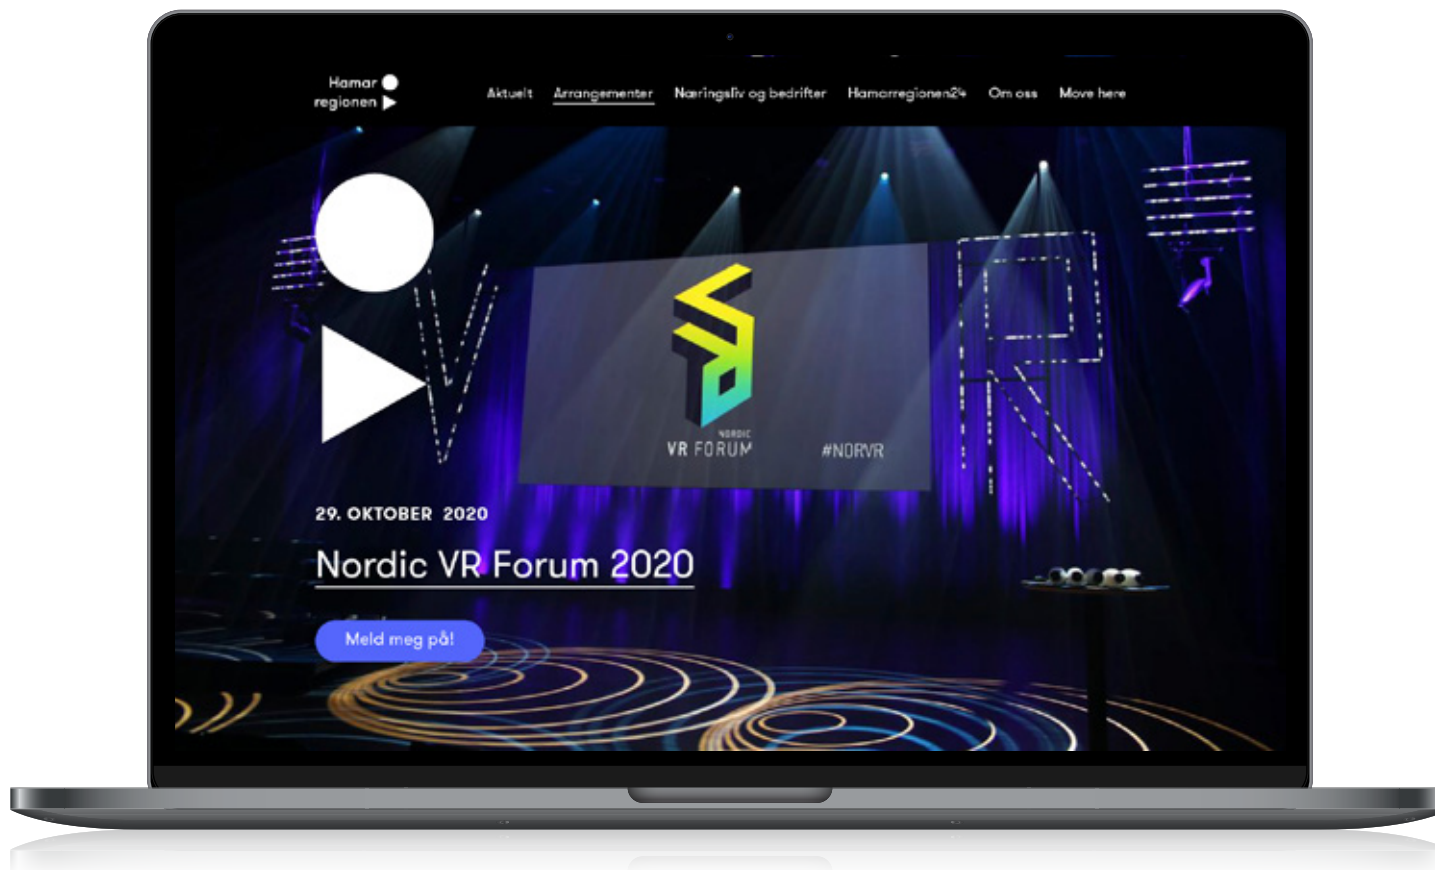 Hamar
regionen
Aktuelt Arrangementer Næringsliv og bedrifter Hamarregionen24 Om oss Move here
V R
VR
NORDIC
VR FORUM #NORVR
29. OKTOBER 2020
Nordic VR Forum 2020
Meld meg på!